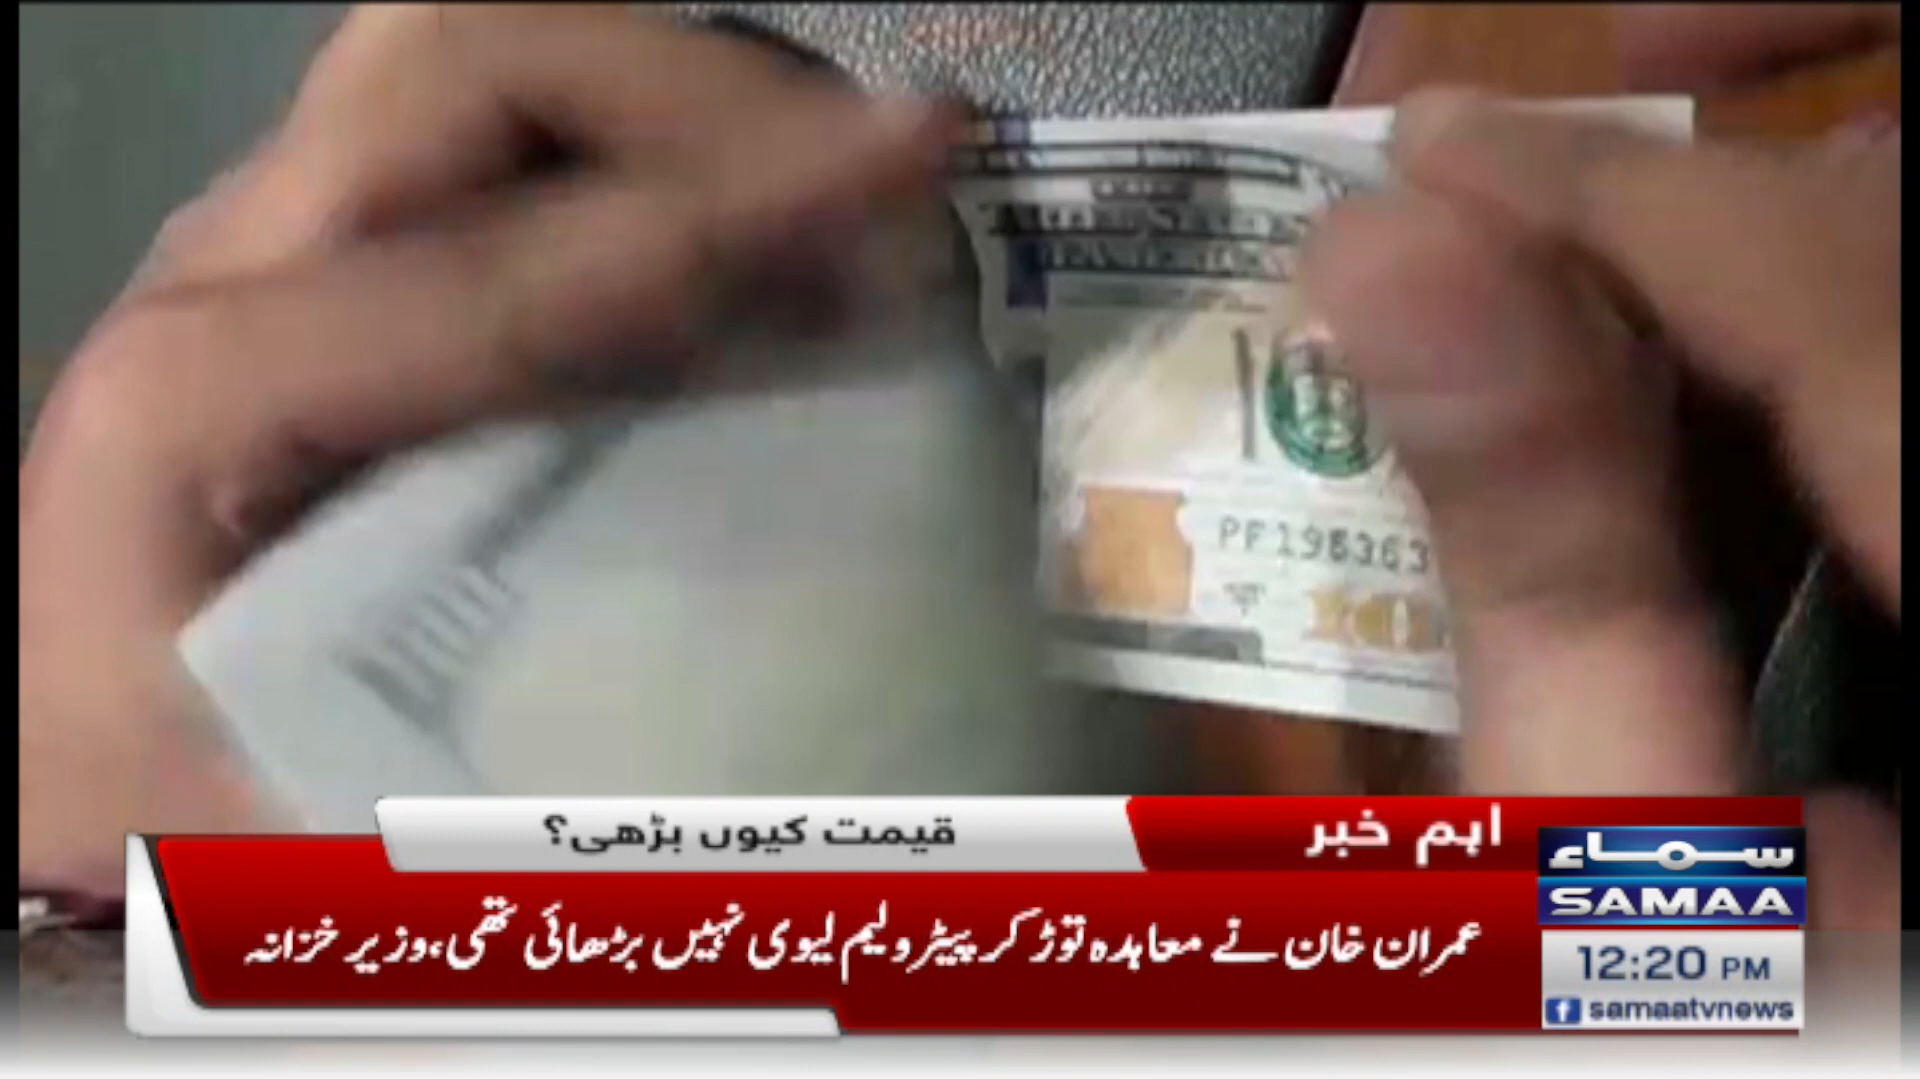 PF196363
قیمت کیوں بڑھی؟
اہم خبر
عمران خان نے معاہدہ توڑ کر پیٹرولیم لیوی نہیں بڑھائی تھی، وزیر خزانہ
سماء
SAMAA
12:20 PM
samaatvnews